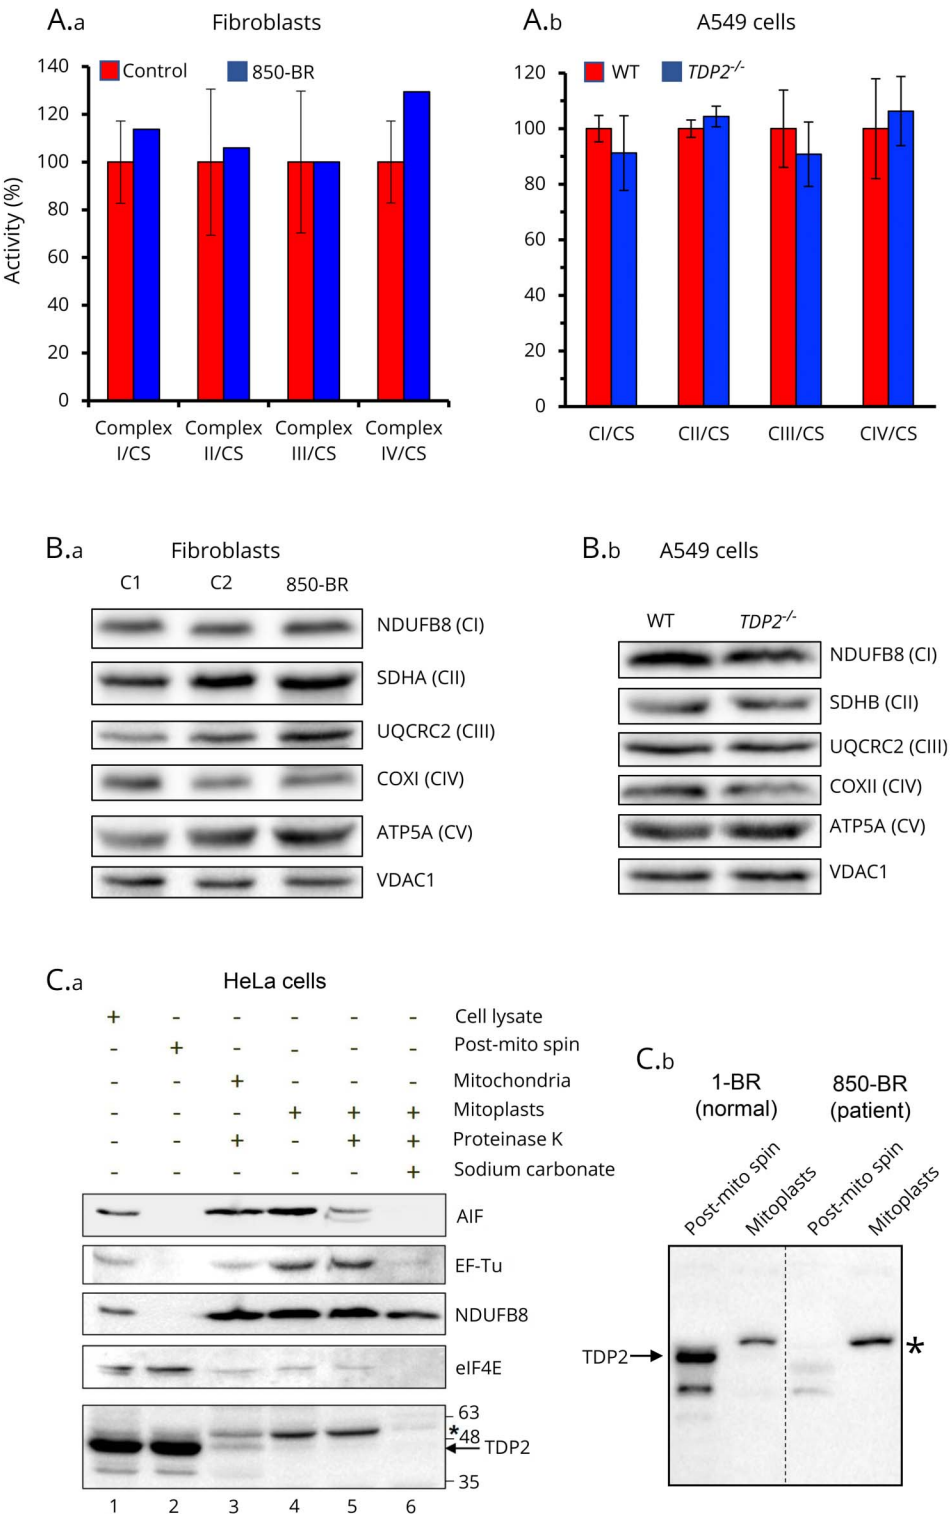 A.a Fibroblasts
Control 850-BR
Activity (%)
140
120
100
80
60
40
20
0
Complex I/CS
Complex II/CS
Complex III/CS
Complex IV/CS
A.b A549 cells
WT TDP2-/-
120
100
80
60
40
20
0
CI/CS CII/CS CIII/CS CIV/CS
B.a Fibroblasts
C1 C2 850-BR
NDUFB8 (CI)
SDHA (CII)
UQCRC2 (CIII)
COXI (CIV)
ATP5A (CV)
VDAC1
B.b A549 cells
WT TDP2-/-
NDUFB8 (CI)
SDHB (CII)
UQCRC2 (CIII)
COXII (CIV)
ATP5A (CV)
VDAC1
C.a HeLa cells
+ - - - - - Cell lysate
- + - - - - Post-mito spin
- - + - - - Mitochondria
- - - + + + Mitoplasts
- - + - + + Proteinase K
- - - - - + Sodium carbonate
AIF
EF-Tu
NDUFB8
eIF4E
63
*48
TDP2
35
1 2 3 4 5 6
C.b
1-BR (normal)
850-BR (patient)
Post-mito spin
Mitoplasts
Post-mito spin
Mitoplasts
TDP2
*